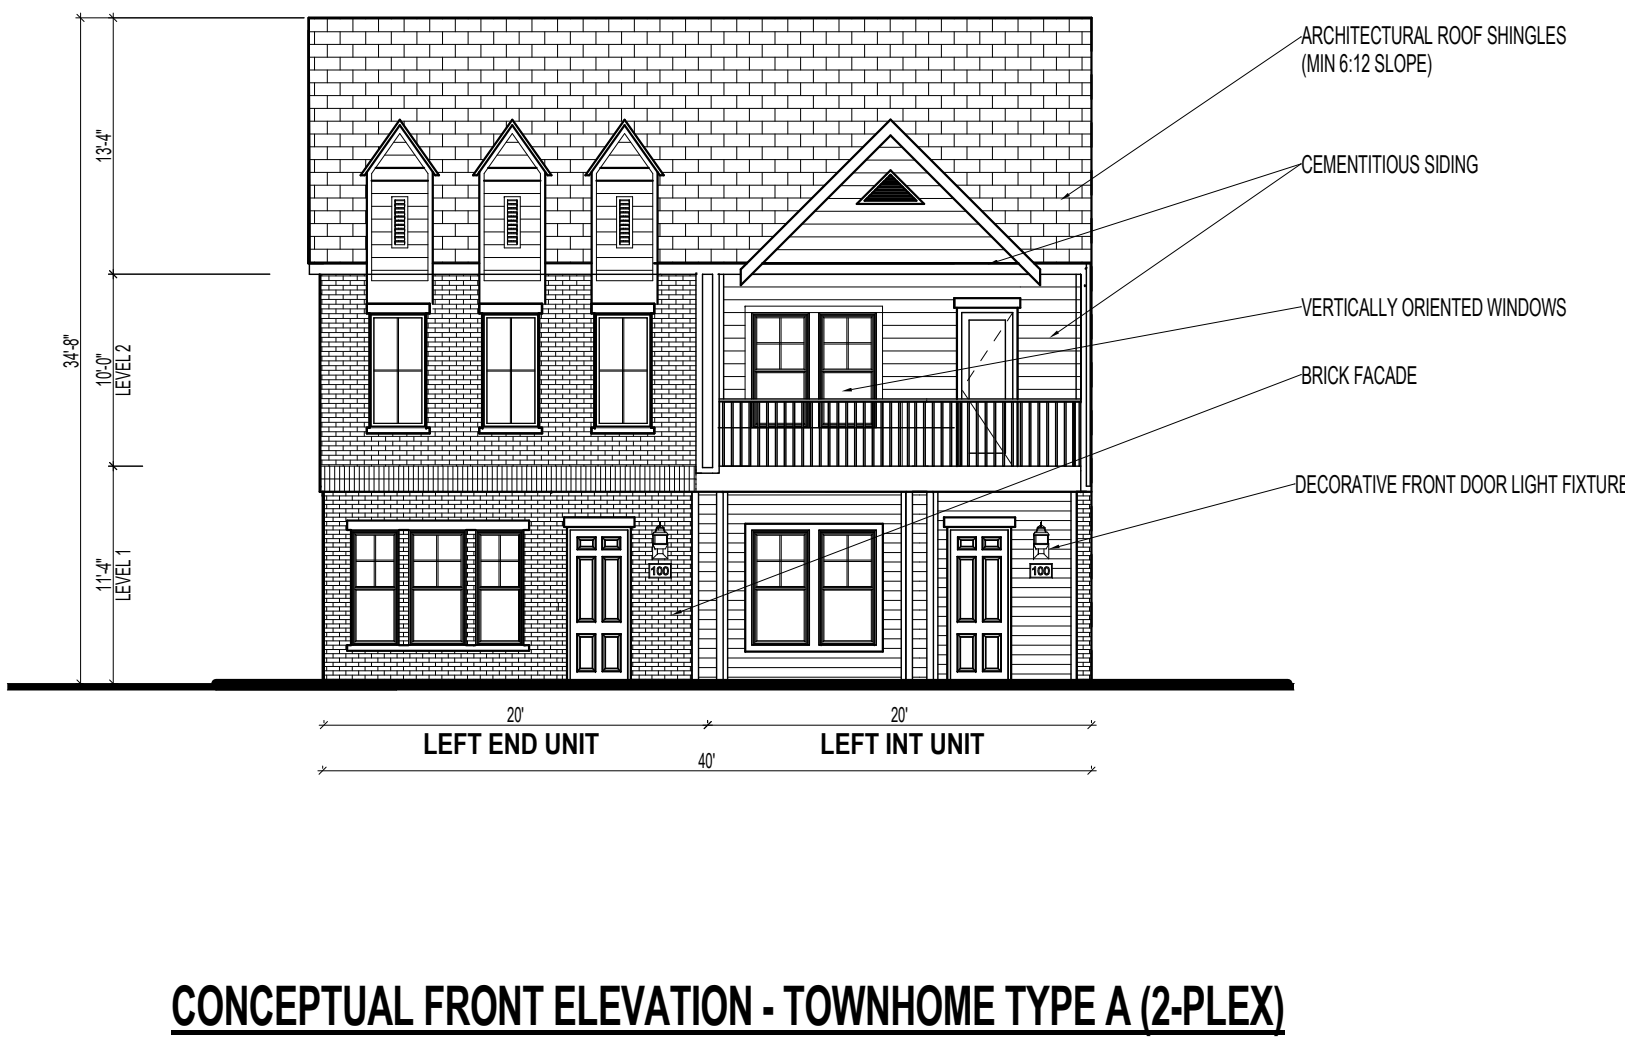 ARCHITECTURAL ROOF SHINGLES
(MIN 6:12 SLOPE)
CEMENTITIOUS SIDING
VERTICALLY ORIENTED WINDOWS
BRICK FACADE
DECORATIVE FRONT DOOR LIGHT FIXTURE
34'-8"
13'-4"
10'-0"
LEVEL 2
11'-4"
LEVEL 1
100
100
20'
20'
LEFT END UNIT
LEFT INT UNIT
40'
CONCEPTUAL FRONT ELEVATION - TOWNHOME TYPE A (2-PLEX)